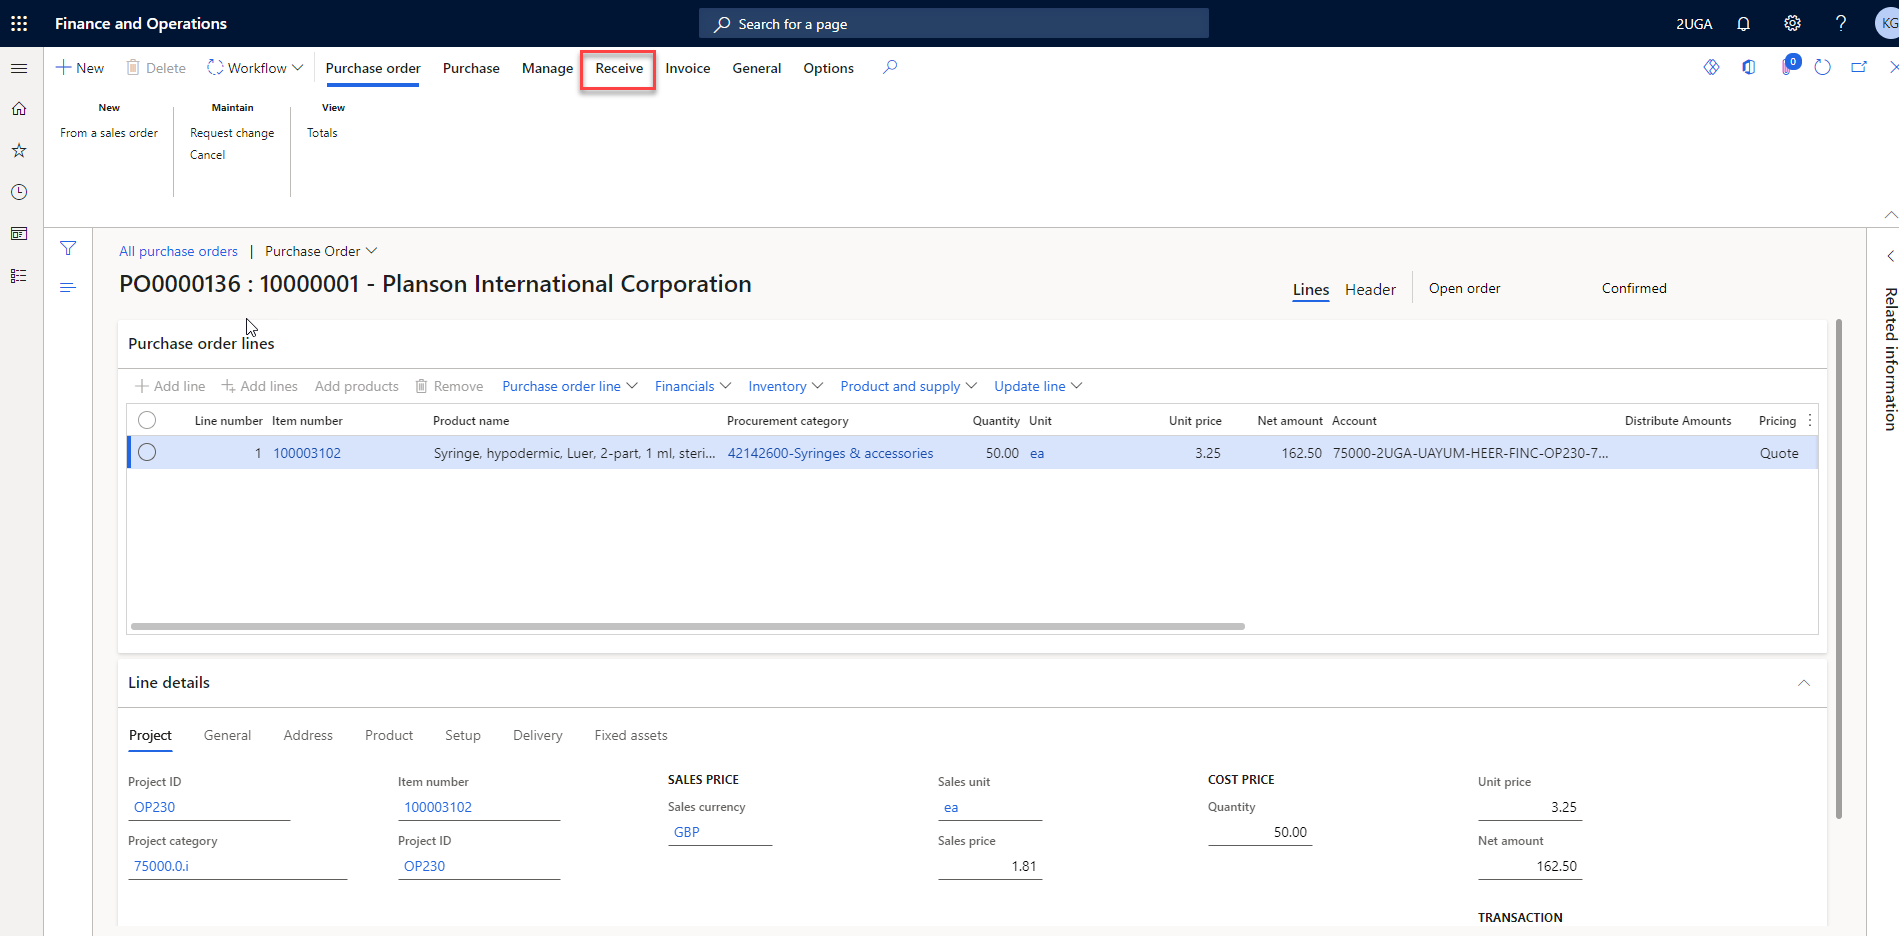 Finance and Operations
Search for a page
2UGA
?
KG
New Delete Workflow Purchase order Purchase Manage Receive Invoice General Options
0
New
From a sales order
Maintain
Request change
Cancel
View
Totals
All purchase orders | Purchase Order
PO0000136 : 10000001 - Planson International Corporation
Lines Header Open order Confirmed
Related information
Purchase order lines
Add line Add lines Add products Remove Purchase order line Financials Inventory Product and supply Update line
Line number Item number Product name Procurement category Quantity Unit Unit price Net amount Account Distribute Amounts Pricing
1 100003102 Syringe, hypodermic, Luer, 2-part, 1 ml, steri... 42142600-Syringes & accessories 50.00 ea 3.25 162.50 75000-2UGA-UAYUM-HEER-FINC-OP230-7... Quote
Line details
Project General Address Product Setup Delivery Fixed assets
Project ID
OP230
Project category
75000.0.i
Item number
100003102
Project ID
OP230
SALES PRICE
Sales currency
GBP
Sales unit
ea
Sales price
1.81
COST PRICE
Quantity
50.00
Unit price
3.25
Net amount
162.50
TRANSACTION